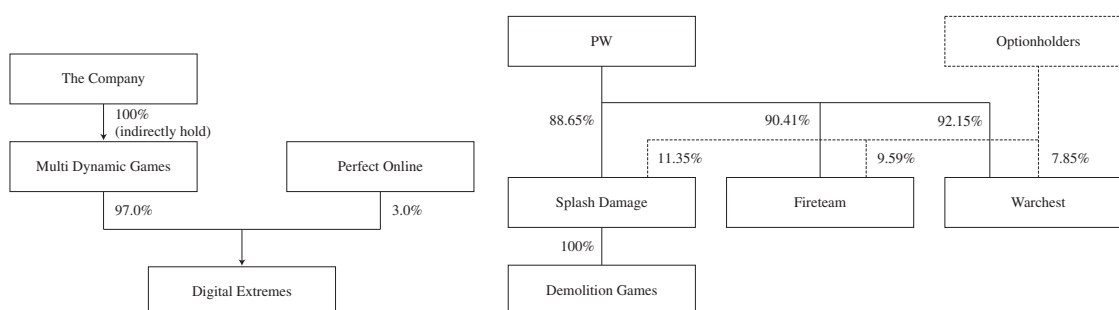 The Company
100%
(indirectly hold)
Multi Dynamic Games
Perfect Online
97.0%
3.0%
Digital Extremes
PW
Optionholders
88.65%
90.41%
92.15%
11.35%
9.59%
7.85%
Splash Damage
Fireteam
Warchest
100%
Demolition Games